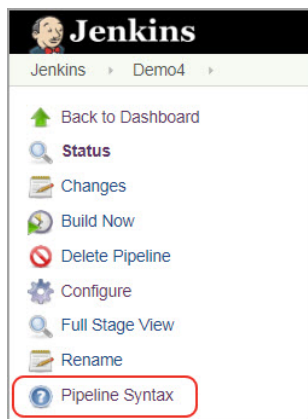 Jenkins
Jenkins Demo4
Back to Dashboard
Status
Changes
Build Now
Delete Pipeline
Configure
Full Stage View
Rename
Pipeline Syntax